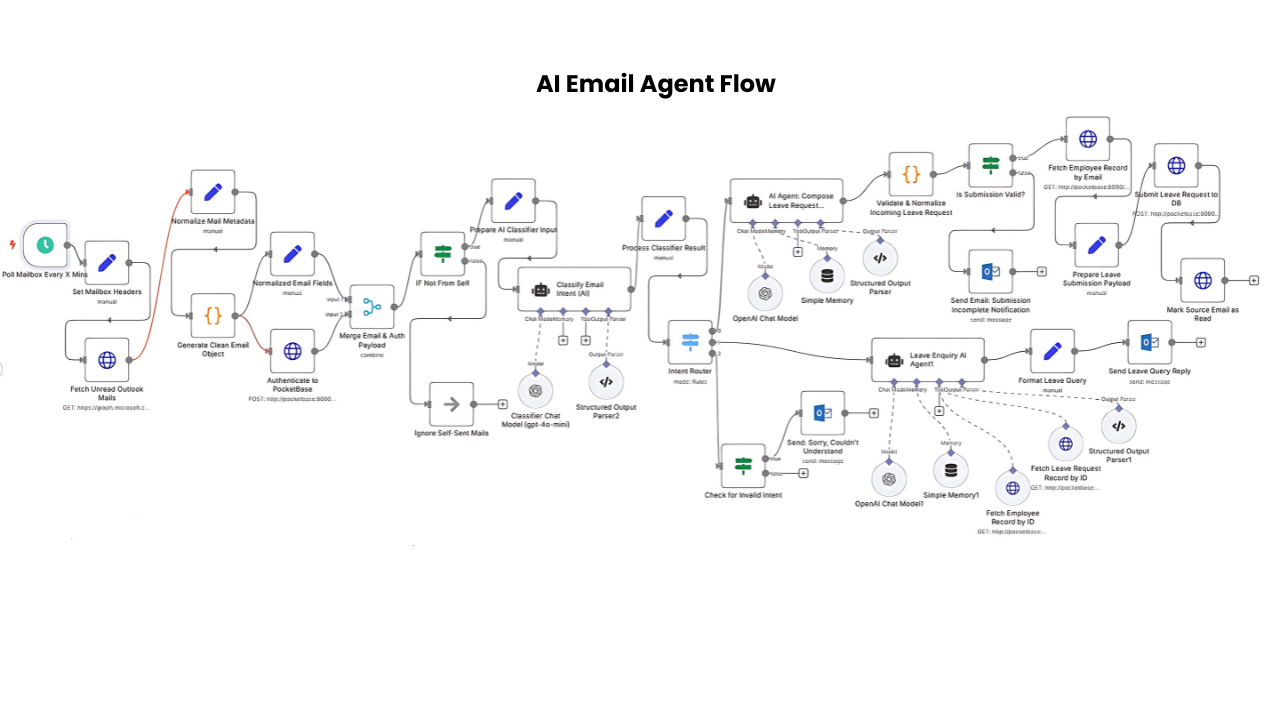 AI Email Agent Flow
Poll Mailbox Every X Mins
Set Mailbox Headers
manual
Fetch Unread Outlook
Mails
GET: https://graph.microsoft.c...
Normalize Mail Metadata
manual
Generate Clean Email
Object
Normalized Email Fields
manual
Authenticate to
PocketBase
POST: http://pocketbase:8090...
input 1
input 2
Merge Email & Auth
Payload
combine
IF Not From Self
true
false
Ignore Self-Sent Mails
Prepare AI Classifier Input
manual
Classify Email
Intent (AI)
Chat Model
Memory
Tool
Output Parser
Model
Classifier Chat
Model (gpt-4o-mini)
Output Parser
Structured Output
Parser2
Process Classifier Result
manual
Intent Router
mode: Rules
0
1
2
AI Agent: Compose
Leave Request...
Chat Model
Memory
Tool
Output Parser
Model
OpenAI Chat Model
Memory
Simple Memory
Output Parser
Structured Output
Parser
Validate & Normalize
Incoming Leave Request
Is Submission Valid?
true
false
Send Email: Submission
Incomplete Notification
send: message
Fetch Employee Record
by Email
GET: http://pocketbase:8090/...
Prepare Leave
Submission Payload
manual
Submit Leave Request to
DB
POST: http://pocketbase:8090...
Mark Source Email as
Read
Leave Enquiry AI
Agent1
Chat Model
Memory
Tool
Output Parser
Model
OpenAI Chat Model1
Memory
Simple Memory1
Fetch Employee
Record by ID
GET: http://pocketbase:...
Fetch Leave Request
Record by ID
GET: http://pocketbase:...
Output Parser
Structured Output
Parser1
Format Leave Query
manual
Send Leave Query Reply
send: message
Check for Invalid Intent
true
false
Send: Sorry, Couldn't
Understand
send: message